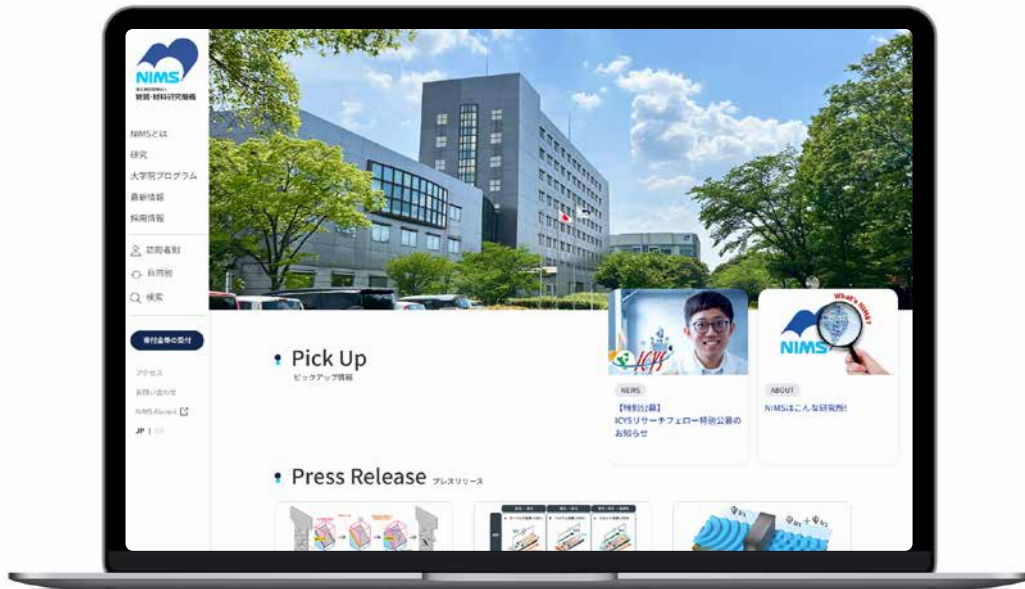 NIMS
物質・材料研究機構
NIMSとは
研究
大学院プログラム
最新情報
採用情報
訪問者別
目的別
検索
寄付金等の受付
アクセス
お問い合わせ
NIMS Alumni
JP | EN
Pick Up
ピックアップ情報
ICYS
NEWS
【特別公募】
ICYSリサーチフェロー特別公募の
お知らせ
What's NIMS?
NIMS
ABOUT
NIMSはこんな研究所!
Press Release プレスリリース